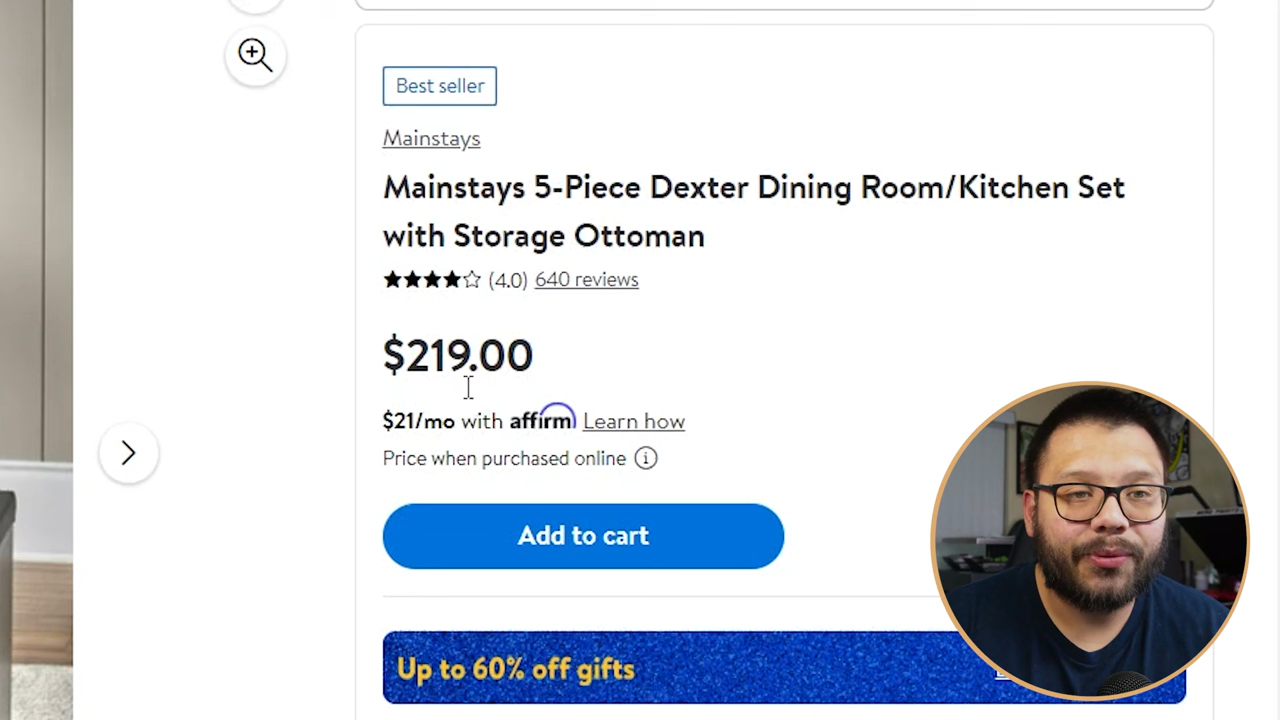 Best seller
Mainstays
Mainstays 5-Piece Dexter Dining Room/Kitchen Set
with Storage Ottoman
(4.0) 640 reviews
$219.00
$21/mo with affirm Learn how
Price when purchased online
Add to cart
Up to 60% off gifts